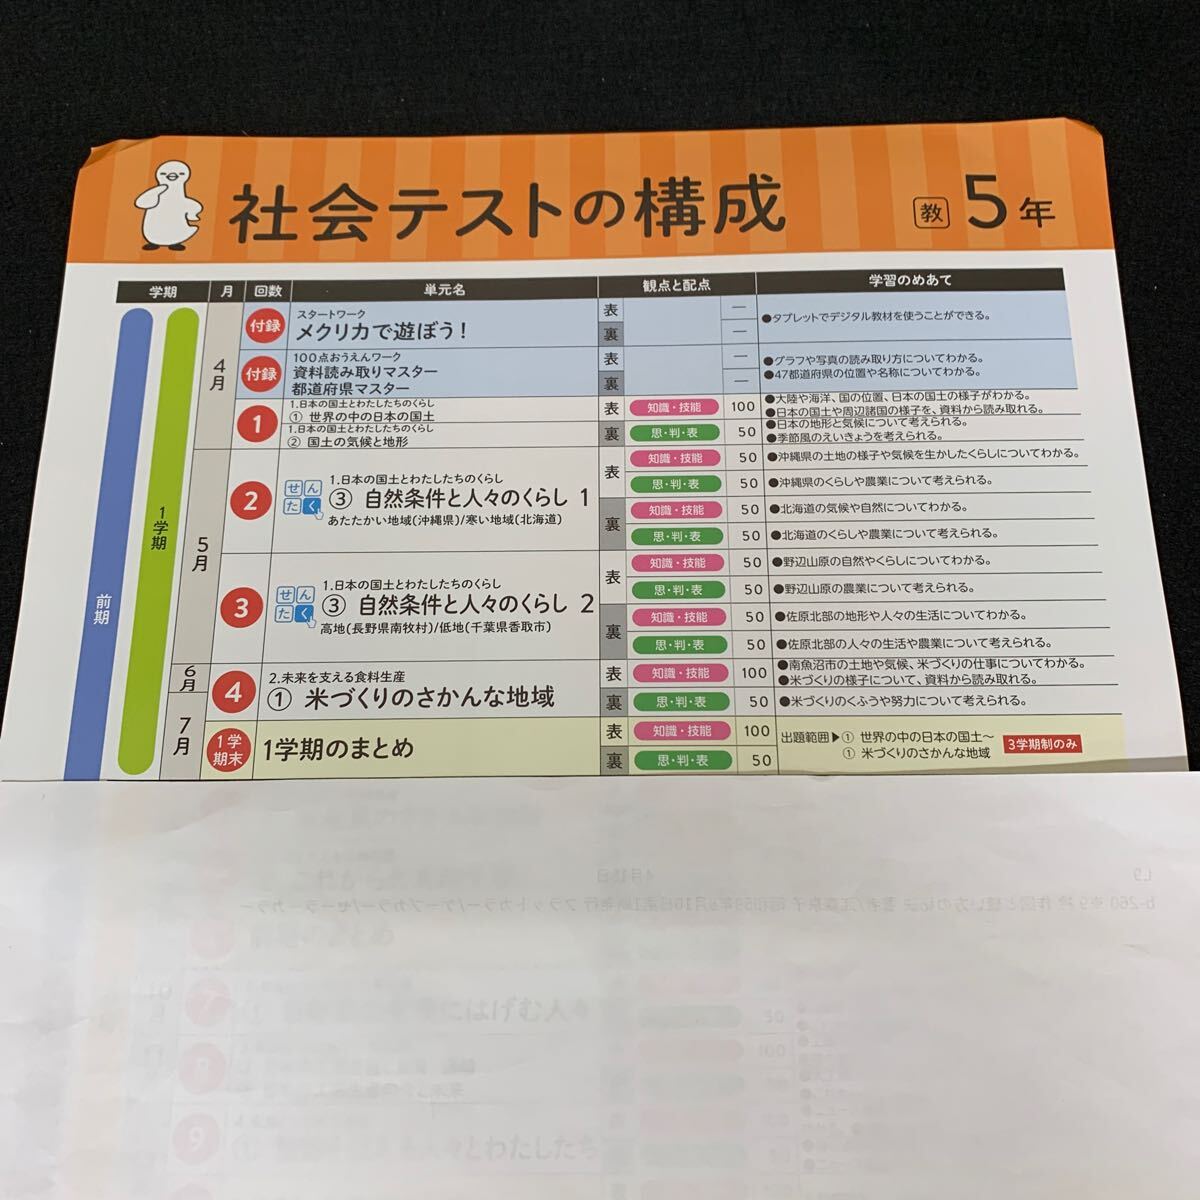 社会テストの構成
教 5年
学期 月 回数 単元名 観点と配点 学習のめあて
前期
1学期
4月
付録
スタートワーク
メクリカで遊ぼう!
表 —
裏 —
●タブレットでデジタル教材を使うことができる。
付録
100点おうえんワーク
資料読み取りマスター
都道府県マスター
表 —
裏 —
●グラフや写真の読み取り方についてわかる。
●47都道府県の位置や名称についてわかる。
1
1.日本の国土とわたしたちのくらし
① 世界の中の日本の国土
表 知識・技能 100
●大陸や海洋、国の位置、日本の国土の様子がわかる。
●日本の国土や周辺諸国の様子を、資料から読み取れる。
1.日本の国土とわたしたちのくらし
② 国土の気候と地形
裏 思・判・表 50
●日本の地形と気候について考えられる。
●季節風のえいきょうを考えられる。
5月
2
せん
たく
1.日本の国土とわたしたちのくらし
③ 自然条件と人々のくらし 1
あたたかい地域(沖縄県)/寒い地域(北海道)
表 知識・技能 50 ●沖縄県の土地の様子や気候を生かしたくらしについてわかる。
思・判・表 50 ●沖縄県のくらしや農業について考えられる。
裏 知識・技能 50 ●北海道の気候や自然についてわかる。
思・判・表 50 ●北海道のくらしや農業について考えられる。
3
せん
たく
1.日本の国土とわたしたちのくらし
③ 自然条件と人々のくらし 2
高地(長野県南牧村)/低地(千葉県香取市)
表 知識・技能 50 ●野辺山原の自然やくらしについてわかる。
思・判・表 50 ●野辺山原の農業について考えられる。
裏 知識・技能 50 ●佐原北部の地形や人々の生活についてわかる。
思・判・表 50 ●佐原北部の人々の生活や農業について考えられる。
6月
4
2.未来を支える食料生産
① 米づくりのさかんな地域
表 知識・技能 100
●南魚沼市の土地や気候、米づくりの仕事についてわかる。
●米づくりの様子について、資料から読み取れる。
裏 思・判・表 50 ●米づくりのくふうや努力について考えられる。
7月
1学期末
1学期のまとめ
表 知識・技能 100
裏 思・判・表 50
出題範囲▶① 世界の中の日本の国土~
① 米づくりのさかんな地域
3学期制のみ